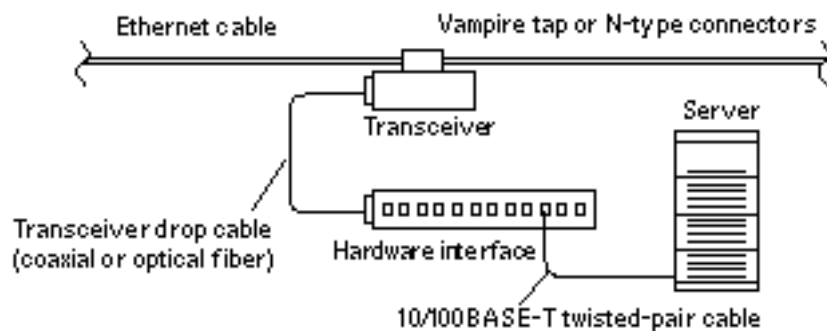 Ethernet cable
Vampire tap or N-type connectors
Transceiver
Server
Transceiver drop cable
(coaxial or optical fiber)
Hardware interface
10/100BASE-T twisted-pair cable